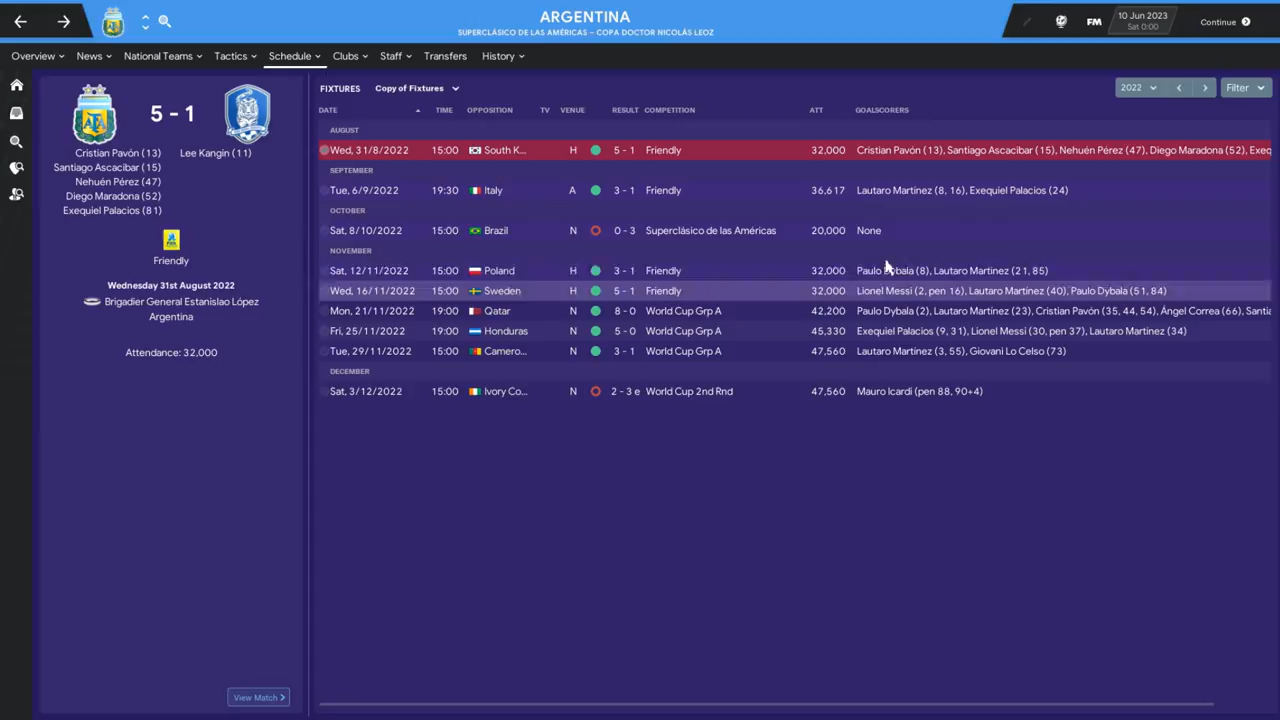 ARGENTINA
SUPERCLÁSICO DE LAS AMÉRICAS – COPA DOCTOR NICOLÁS LEOZ
FM
10 Jun 2023
Sat 0:00
Continue
Overview
News
National Teams
Tactics
Schedule
Clubs
Staff
Transfers
History
5 - 1
Cristian Pavón (13)
Santiago Ascacibar (15)
Nehuén Pérez (47)
Diego Maradona (52)
Exequiel Palacios (81)
Lee Kangin (11)
Friendly
Wednesday 31st August 2022
Brigadier General Estanislao López
Argentina
Attendance: 32,000
View Match
FIXTURES Copy of Fixtures
2022
Filter
DATE TIME OPPOSITION TV VENUE RESULT COMPETITION ATT GOALSCORERS
AUGUST
Wed, 31/8/2022 15:00 South K... H 5 - 1 Friendly 32,000 Cristian Pavón (13), Santiago Ascacibar (15), Nehuén Pérez (47), Diego Maradona (52), Exeq
SEPTEMBER
Tue, 6/9/2022 19:30 Italy A 3 - 1 Friendly 36,617 Lautaro Martínez (8, 16), Exequiel Palacios (24)
OCTOBER
Sat, 8/10/2022 15:00 Brazil N 0 - 3 Superclásico de las Américas 20,000 None
NOVEMBER
Sat, 12/11/2022 15:00 Poland H 3 - 1 Friendly 32,000 Paulo Dybala (8), Lautaro Martínez (21, 85)
Wed, 16/11/2022 15:00 Sweden H 5 - 1 Friendly 32,000 Lionel Messi (2, pen 16), Lautaro Martínez (40), Paulo Dybala (51, 84)
Mon, 21/11/2022 19:00 Qatar N 8 - 0 World Cup Grp A 42,200 Paulo Dybala (2), Lautaro Martínez (23), Cristian Pavón (35, 44, 54), Ángel Correa (66), Santia
Fri, 25/11/2022 19:00 Honduras N 5 - 0 World Cup Grp A 45,330 Exequiel Palacios (9, 31), Lionel Messi (30, pen 37), Lautaro Martínez (34)
Tue, 29/11/2022 15:00 Camero... N 3 - 1 World Cup Grp A 47,560 Lautaro Martínez (3, 55), Giovani Lo Celso (73)
DECEMBER
Sat, 3/12/2022 15:00 Ivory Co... N 2 - 3 e World Cup 2nd Rnd 47,560 Mauro Icardi (pen 88, 90+4)